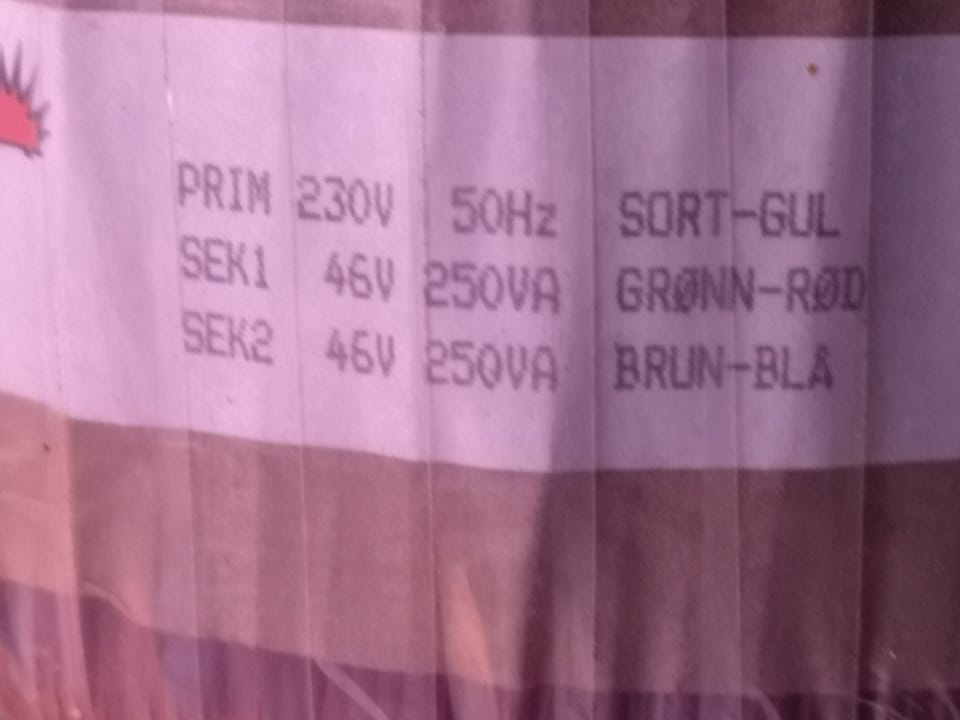 PRIM 230V 50Hz SORT-GUL
SEK1 46V 250VA GRØNN-RØD
SEK2 46V 250VA BRUN-BLÅ